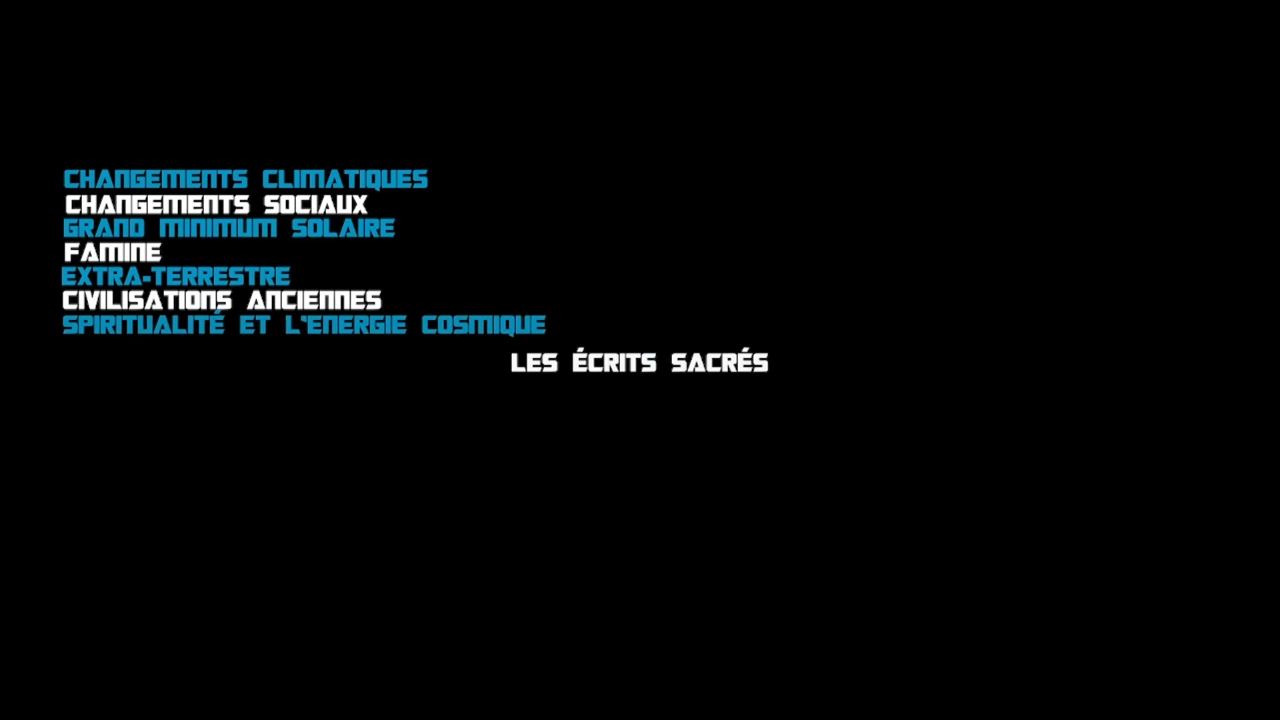 CHANGEMENTS CLIMATIQUES
CHANGEMENTS SOCIAUX
GRAND MINIMUM SOLAIRE
FAMINE
EXTRA-TERRESTRE
CIVILISATIONS ANCIENNES
SPIRITUALITÉ ET L'ENERGIE COSMIQUE
LES ÉCRITS SACRÉS